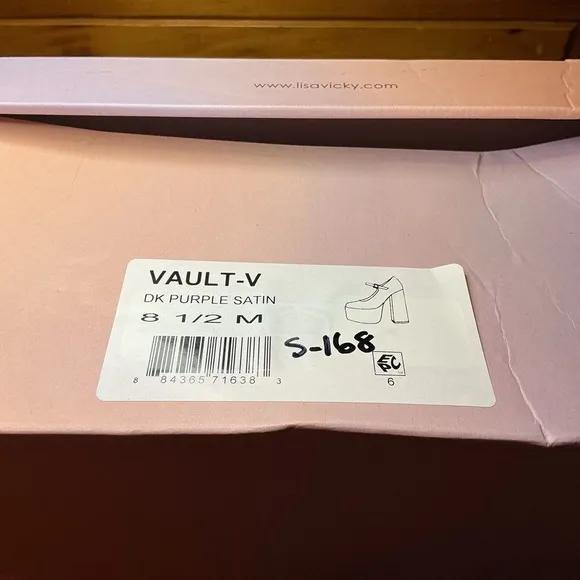 www.lisavicky.com
VAULT-V
DK PURPLE SATIN
8 1/2 M
S-168
8 84365 71638 3
6